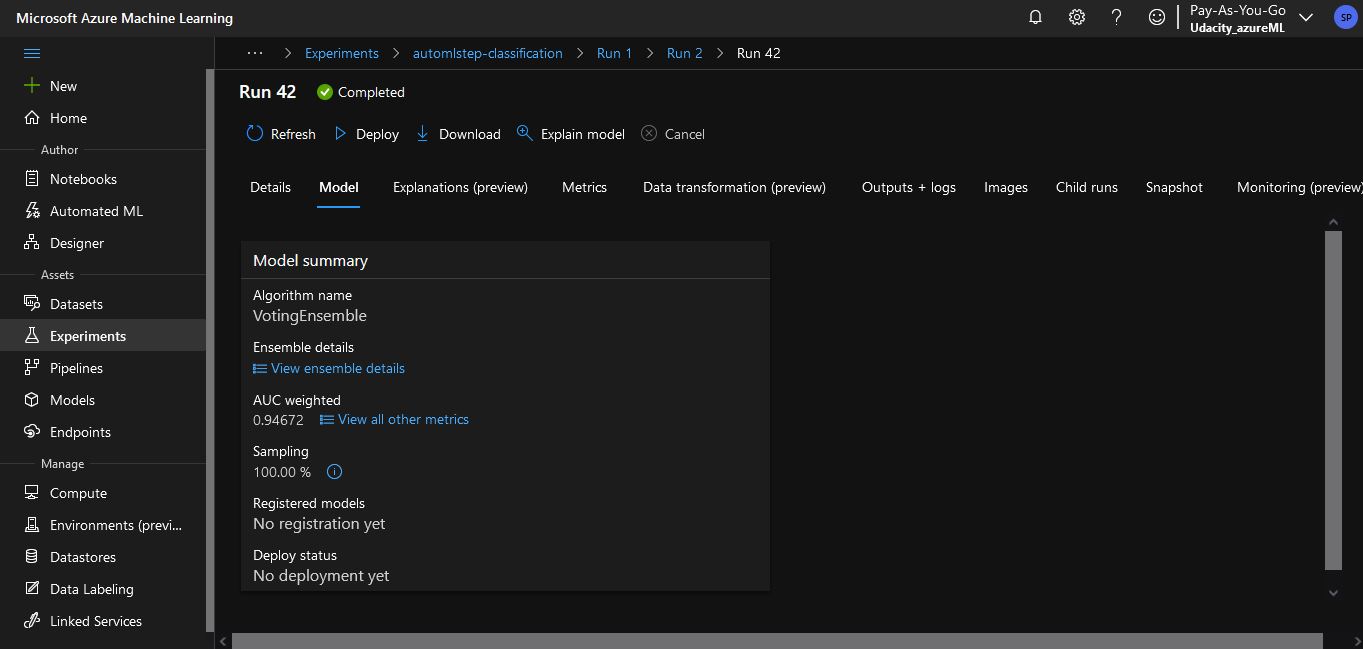 Microsoft Azure Machine Learning
Pay-As-You-Go
Udacity_azureML
SP
New
Home
Author
Notebooks
Automated ML
Designer
Assets
Datasets
Experiments
Pipelines
Models
Endpoints
Manage
Compute
Environments (previ...
Datastores
Data Labeling
Linked Services
... > Experiments > automlstep-classification > Run 1 > Run 2 > Run 42
Run 42 Completed
Refresh Deploy Download Explain model Cancel
Details Model Explanations (preview) Metrics Data transformation (preview) Outputs + logs Images Child runs Snapshot Monitoring (preview)
Model summary
Algorithm name
VotingEnsemble
Ensemble details
View ensemble details
AUC weighted
0.94672 View all other metrics
Sampling
100.00 %
Registered models
No registration yet
Deploy status
No deployment yet